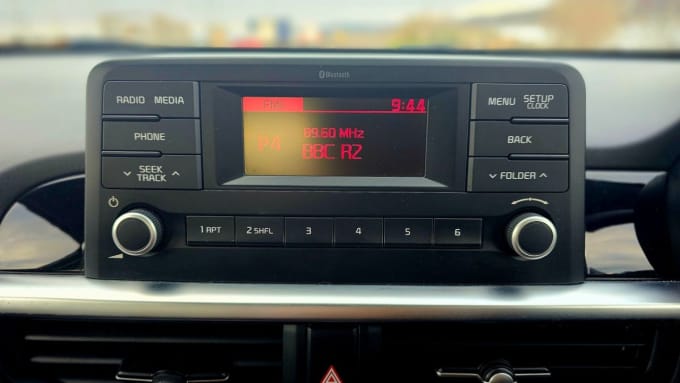 Bluetooth
RADIO MEDIA
FM 9:44
MENU SETUP
CLOCK
PHONE
89.60 MHz
P4 BBC R2
BACK
SEEK
TRACK
FOLDER
1 RPT 2 SHFL 3 4 5 6